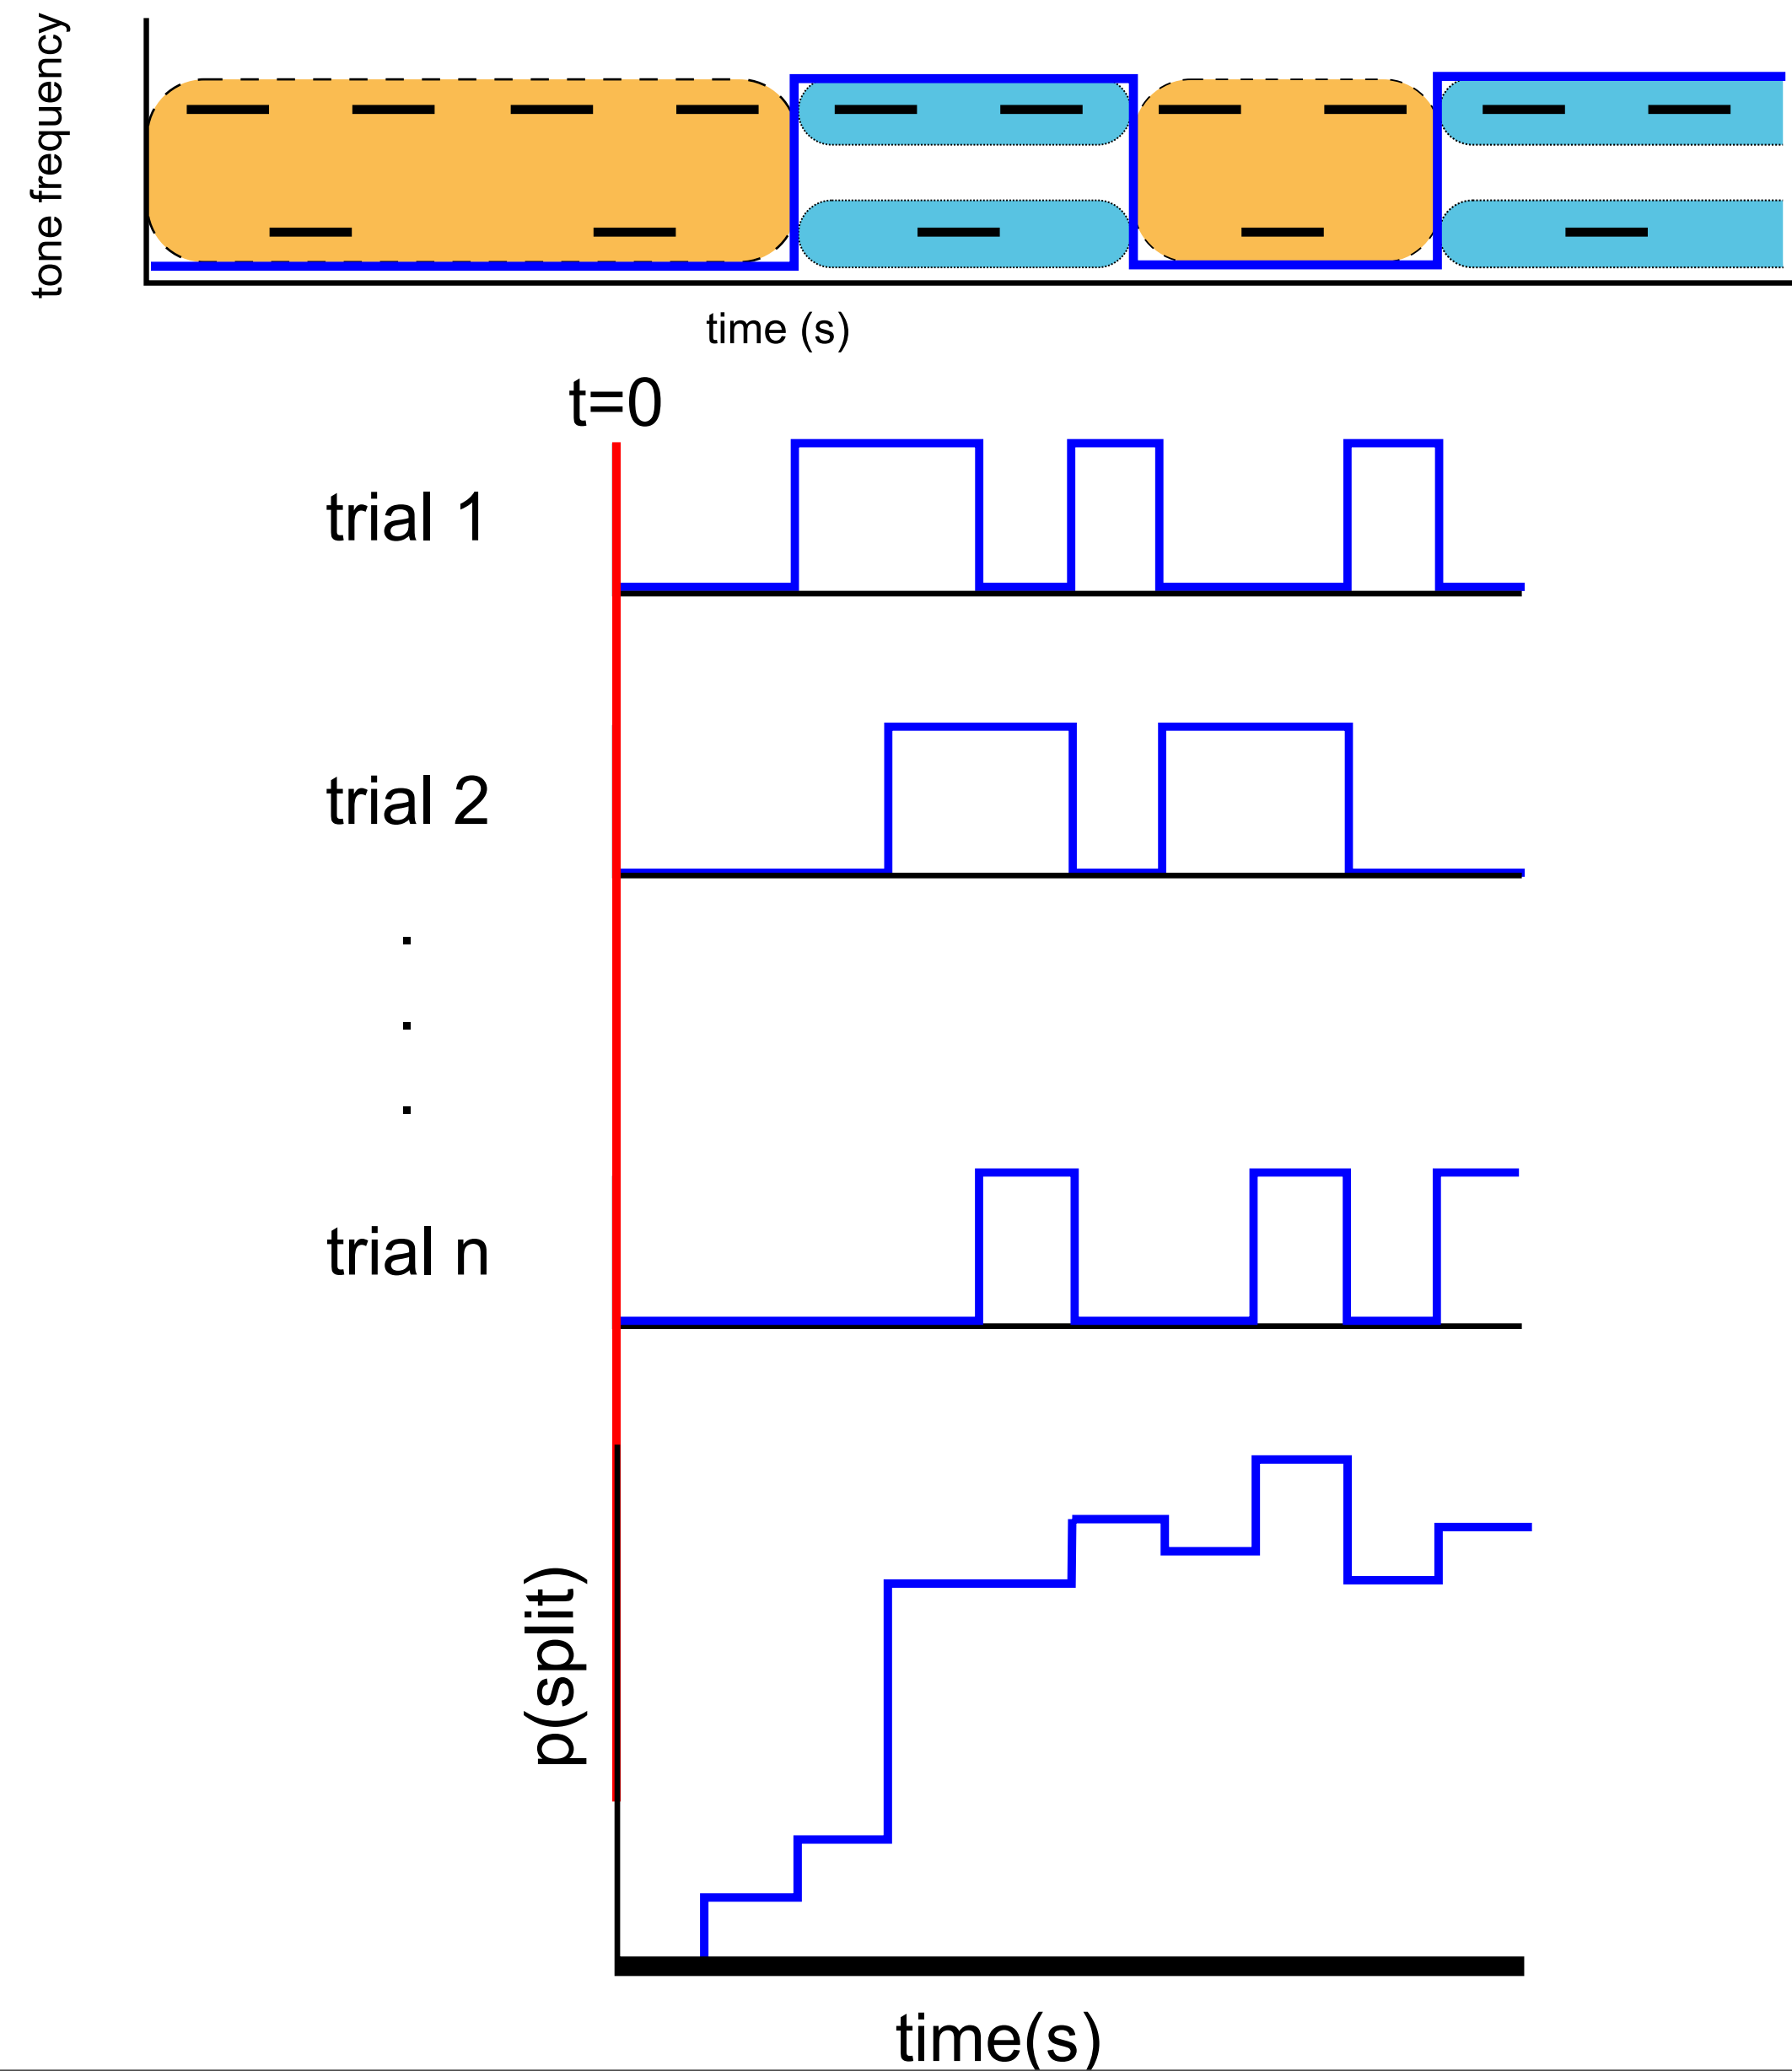 tone frequency
time (s)
t=0
trial 1
trial 2
.
.
.
trial n
p(split)
time(s)